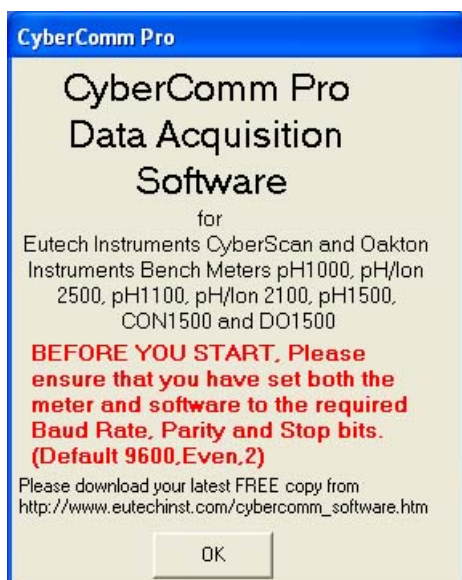 CyberComm Pro
CyberComm Pro
Data Acquisition
Software
for
Eutech Instruments CyberScan and Oakton
Instruments Bench Meters pH1000, pH/Ion
2500, pH1100, pH/Ion 2100, pH1500,
CON1500 and DO1500
BEFORE YOU START, Please
ensure that you have set both the
meter and software to the required
Baud Rate, Parity and Stop bits.
(Default 9600,Even,2)
Please download your latest FREE copy from
http://www.eutechinst.com/cybercomm_software.htm
OK